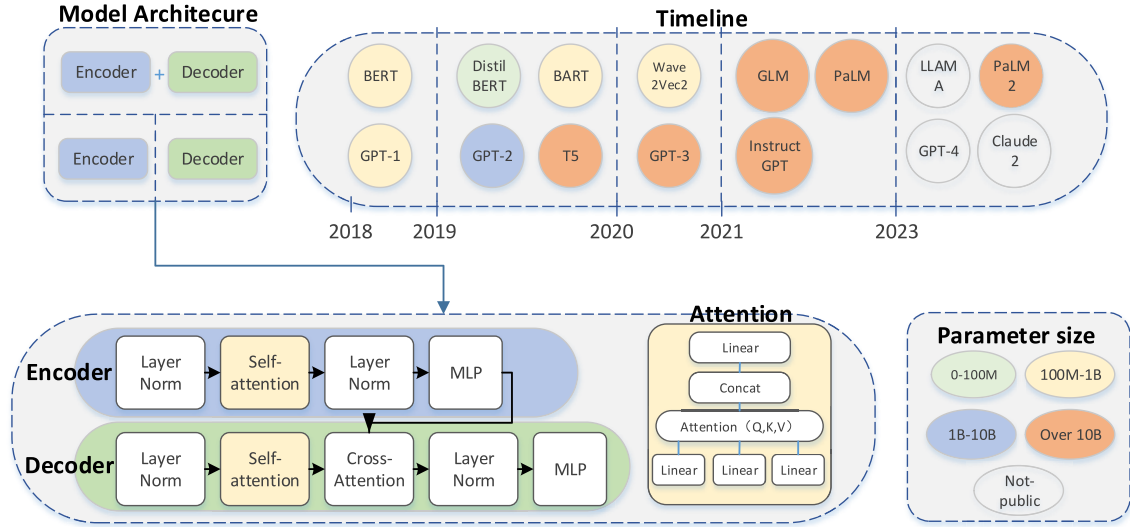 Model Architecure
Encoder + Decoder
Encoder Decoder
Timeline
BERT
Distil
BERT
BART
Wave
2Vec2
GLM
PaLM
LLAM
A
PaLM
2
GPT-1
GPT-2
T5
GPT-3
Instruct
GPT
GPT-4
Claude
2
2018 2019 2020 2021 2023
Encoder
Layer
Norm
Self-
attention
Layer
Norm
MLP
Decoder
Layer
Norm
Self-
attention
Cross-
Attention
Layer
Norm
MLP
Attention
Linear
Concat
Attention（Q,K,V）
Linear Linear Linear
Parameter size
0-100M 100M-1B
1B-10B Over 10B
Not-
public